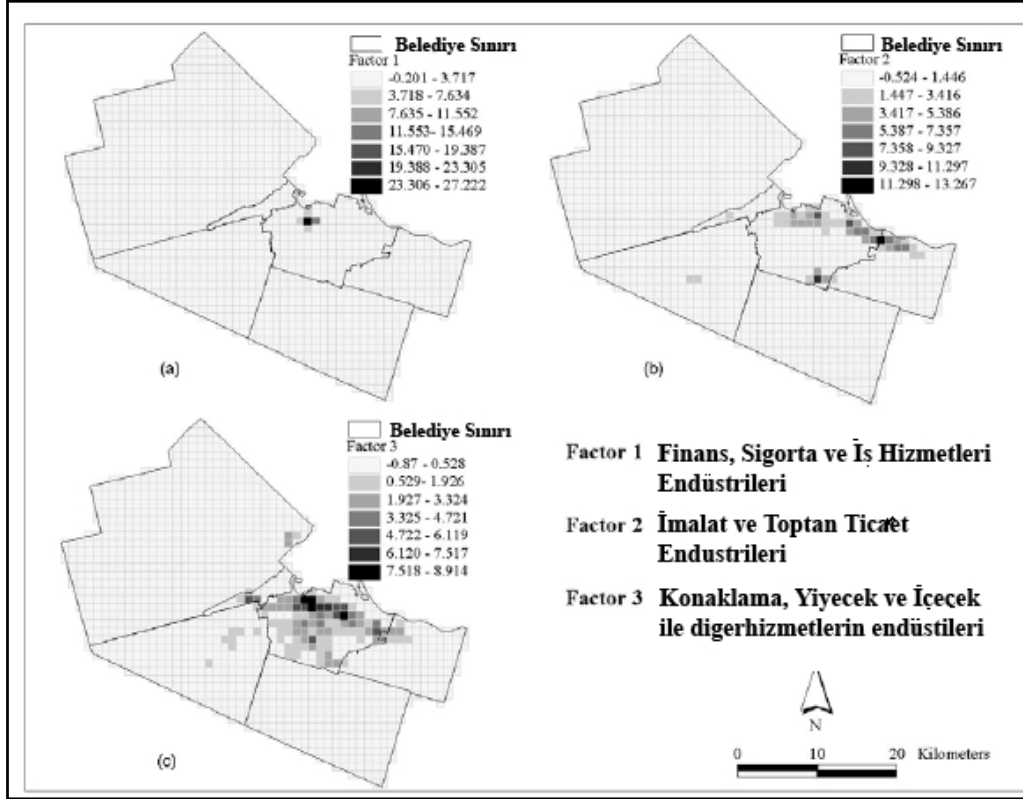 Belediye Sınırı
Factor 1
-0.201 - 3.717
3.718 - 7.634
7.635 - 11.552
11.553- 15.469
15.470 - 19.387
19.388 - 23.305
23.306 - 27.222
(a)
Belediye Sınırı
Factor 2
-0.524 - 1.446
1.447 - 3.416
3.417 - 5.386
5.387 - 7.357
7.358 - 9.327
9.328 - 11.297
11.298 - 13.267
(b)
Belediye Sınırı
Factor 3
-0.87 - 0.528
0.529- 1.926
1.927 - 3.324
3.325 - 4.721
4.722 - 6.119
6.120 - 7.517
7.518 - 8.914
(c)
Factor 1 Finans, Sigorta ve İş Hizmetleri
Endüstrileri
Factor 2 İmalat ve Toptan Ticaet
Endustrileri
Factor 3 Konaklama, Yiyecek ve İçeçek
ile digerhizmetlerin endüstileri
N
0 10 20 Kilometers